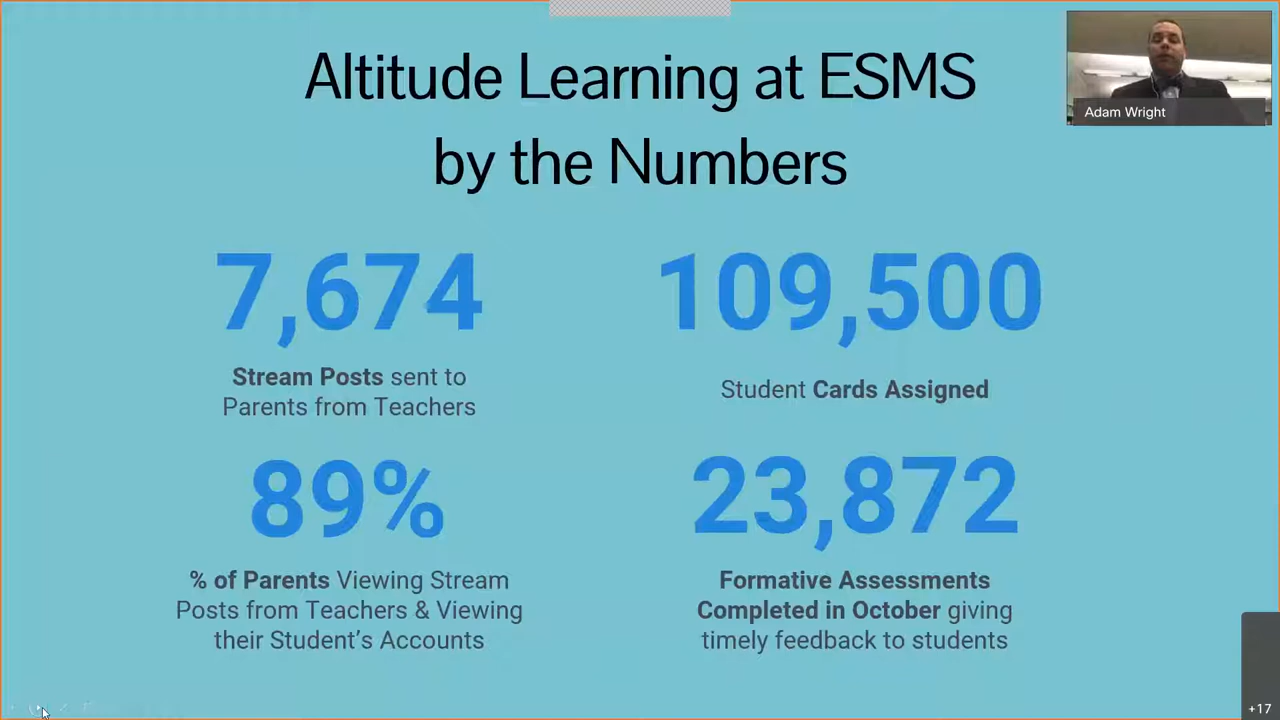 Altitude Learning at ESMS
by the Numbers
Adam Wright
7,674
Stream Posts sent to
Parents from Teachers
109,500
Student Cards Assigned
89%
% of Parents Viewing Stream
Posts from Teachers & Viewing
their Student's Accounts
23,872
Formative Assessments
Completed in October giving
timely feedback to students
+17